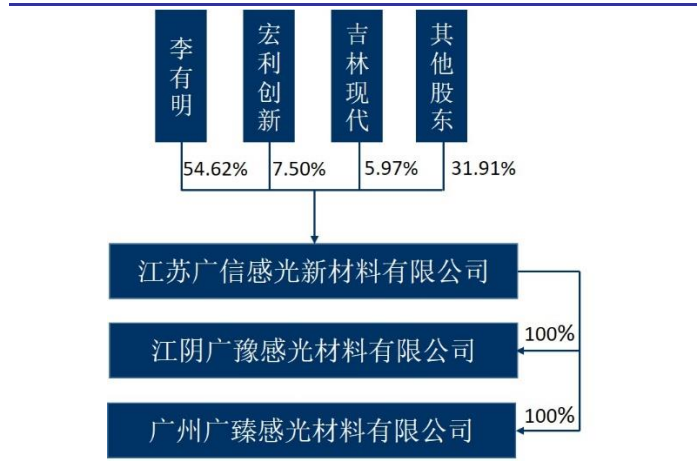 李有明
宏利创新
吉林现代
其他股东
54.62%
7.50%
5.97%
31.91%
江苏广信感光新材料有限公司
江阴广豫感光材料有限公司
100%
广州广臻感光材料有限公司
100%